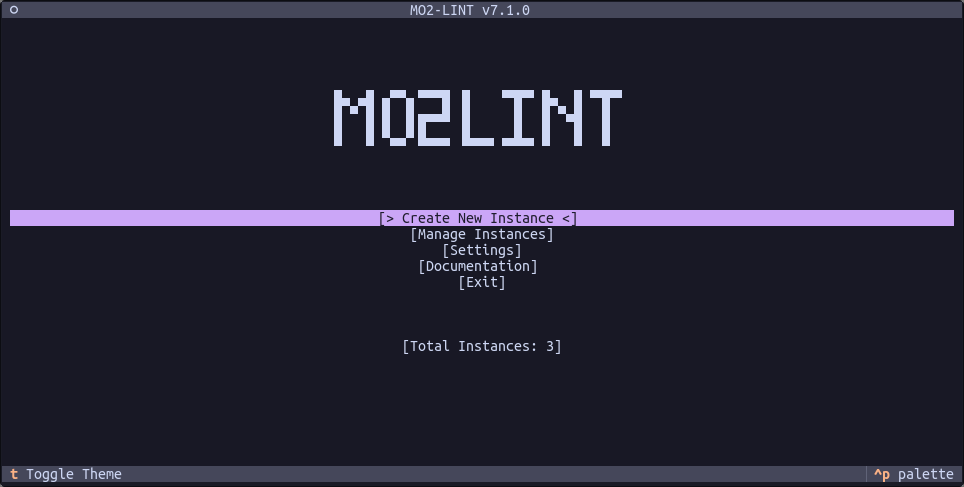 MO2-LINT v7.1.0
MO2LINT
[> Create New Instance <]
[Manage Instances]
[Settings]
[Documentation]
[Exit]
[Total Instances: 3]
t Toggle Theme ^p palette